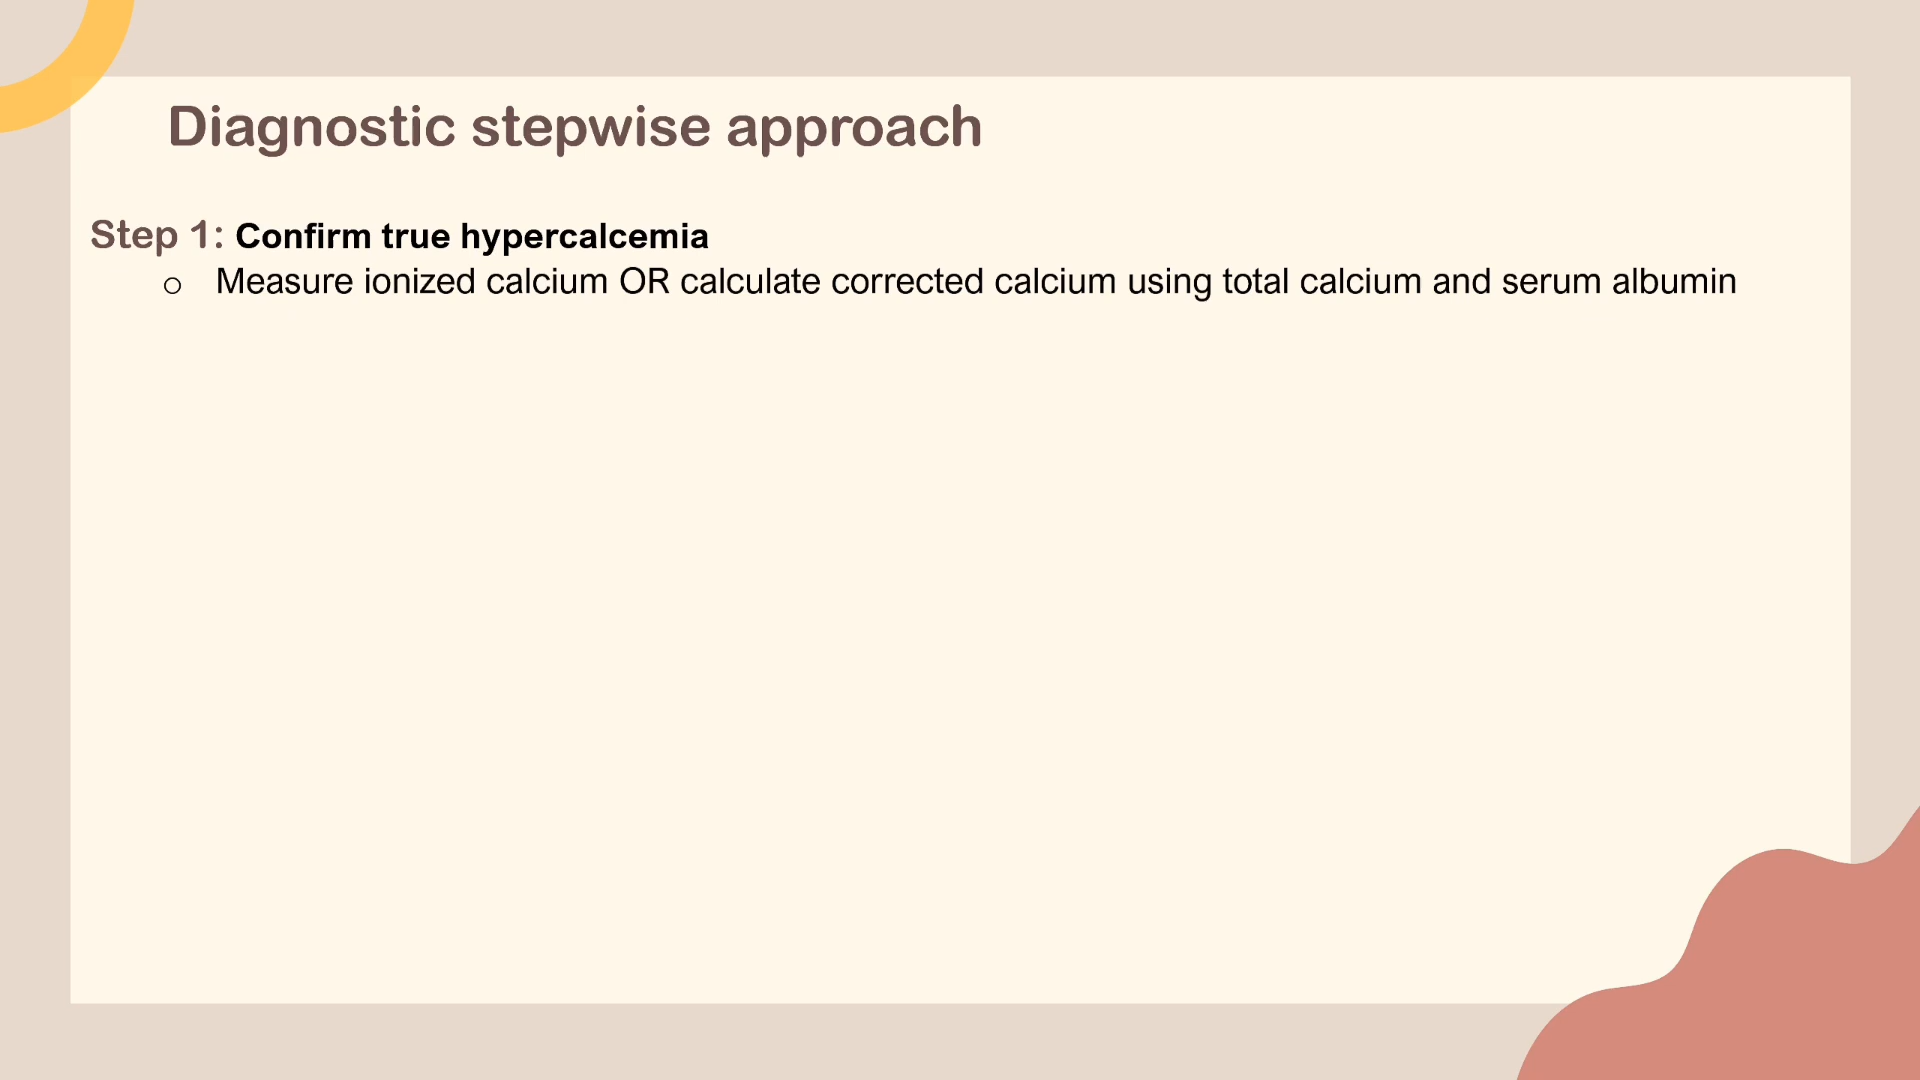 Diagnostic stepwise approach
Step 1: Confirm true hypercalcemia
o Measure ionized calcium OR calculate corrected calcium using total calcium and serum albumin